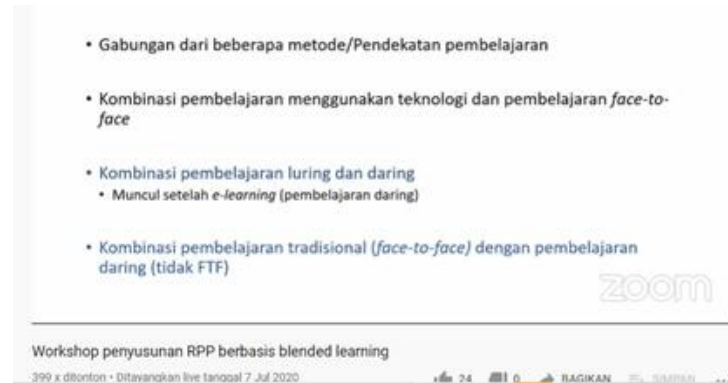 • Gabungan dari beberapa metode/Pendekatan pembelajaran
• Kombinasi pembelajaran menggunakan teknologi dan pembelajaran face-to-
face
• Kombinasi pembelajaran luring dan daring
• Muncul setelah e-learning (pembelajaran daring)
• Kombinasi pembelajaran tradisional (face-to-face) dengan pembelajaran
daring (tidak FTF)
zoom
Workshop penyusunan RPP berbasis blended learning
399 x ditonton • Ditayangkan live tanggal 7 Jul 2020
24 0 BAGIKAN SIMPAN